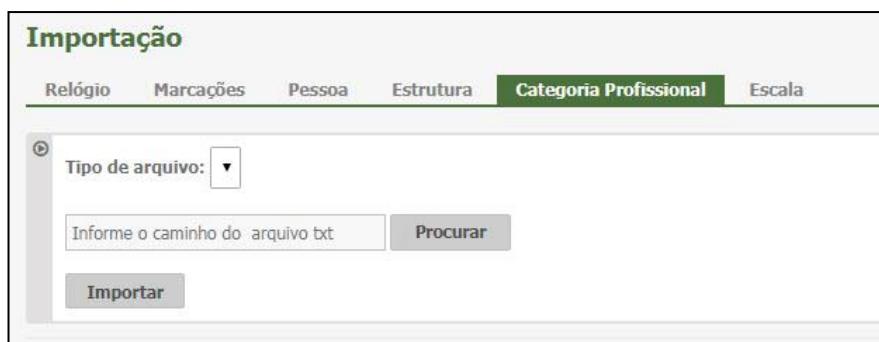 Importação
Relógio Marcações Pessoa Estrutura Categoria Profissional Escala
Tipo de arquivo:
Informe o caminho do arquivo txt Procurar
Importar